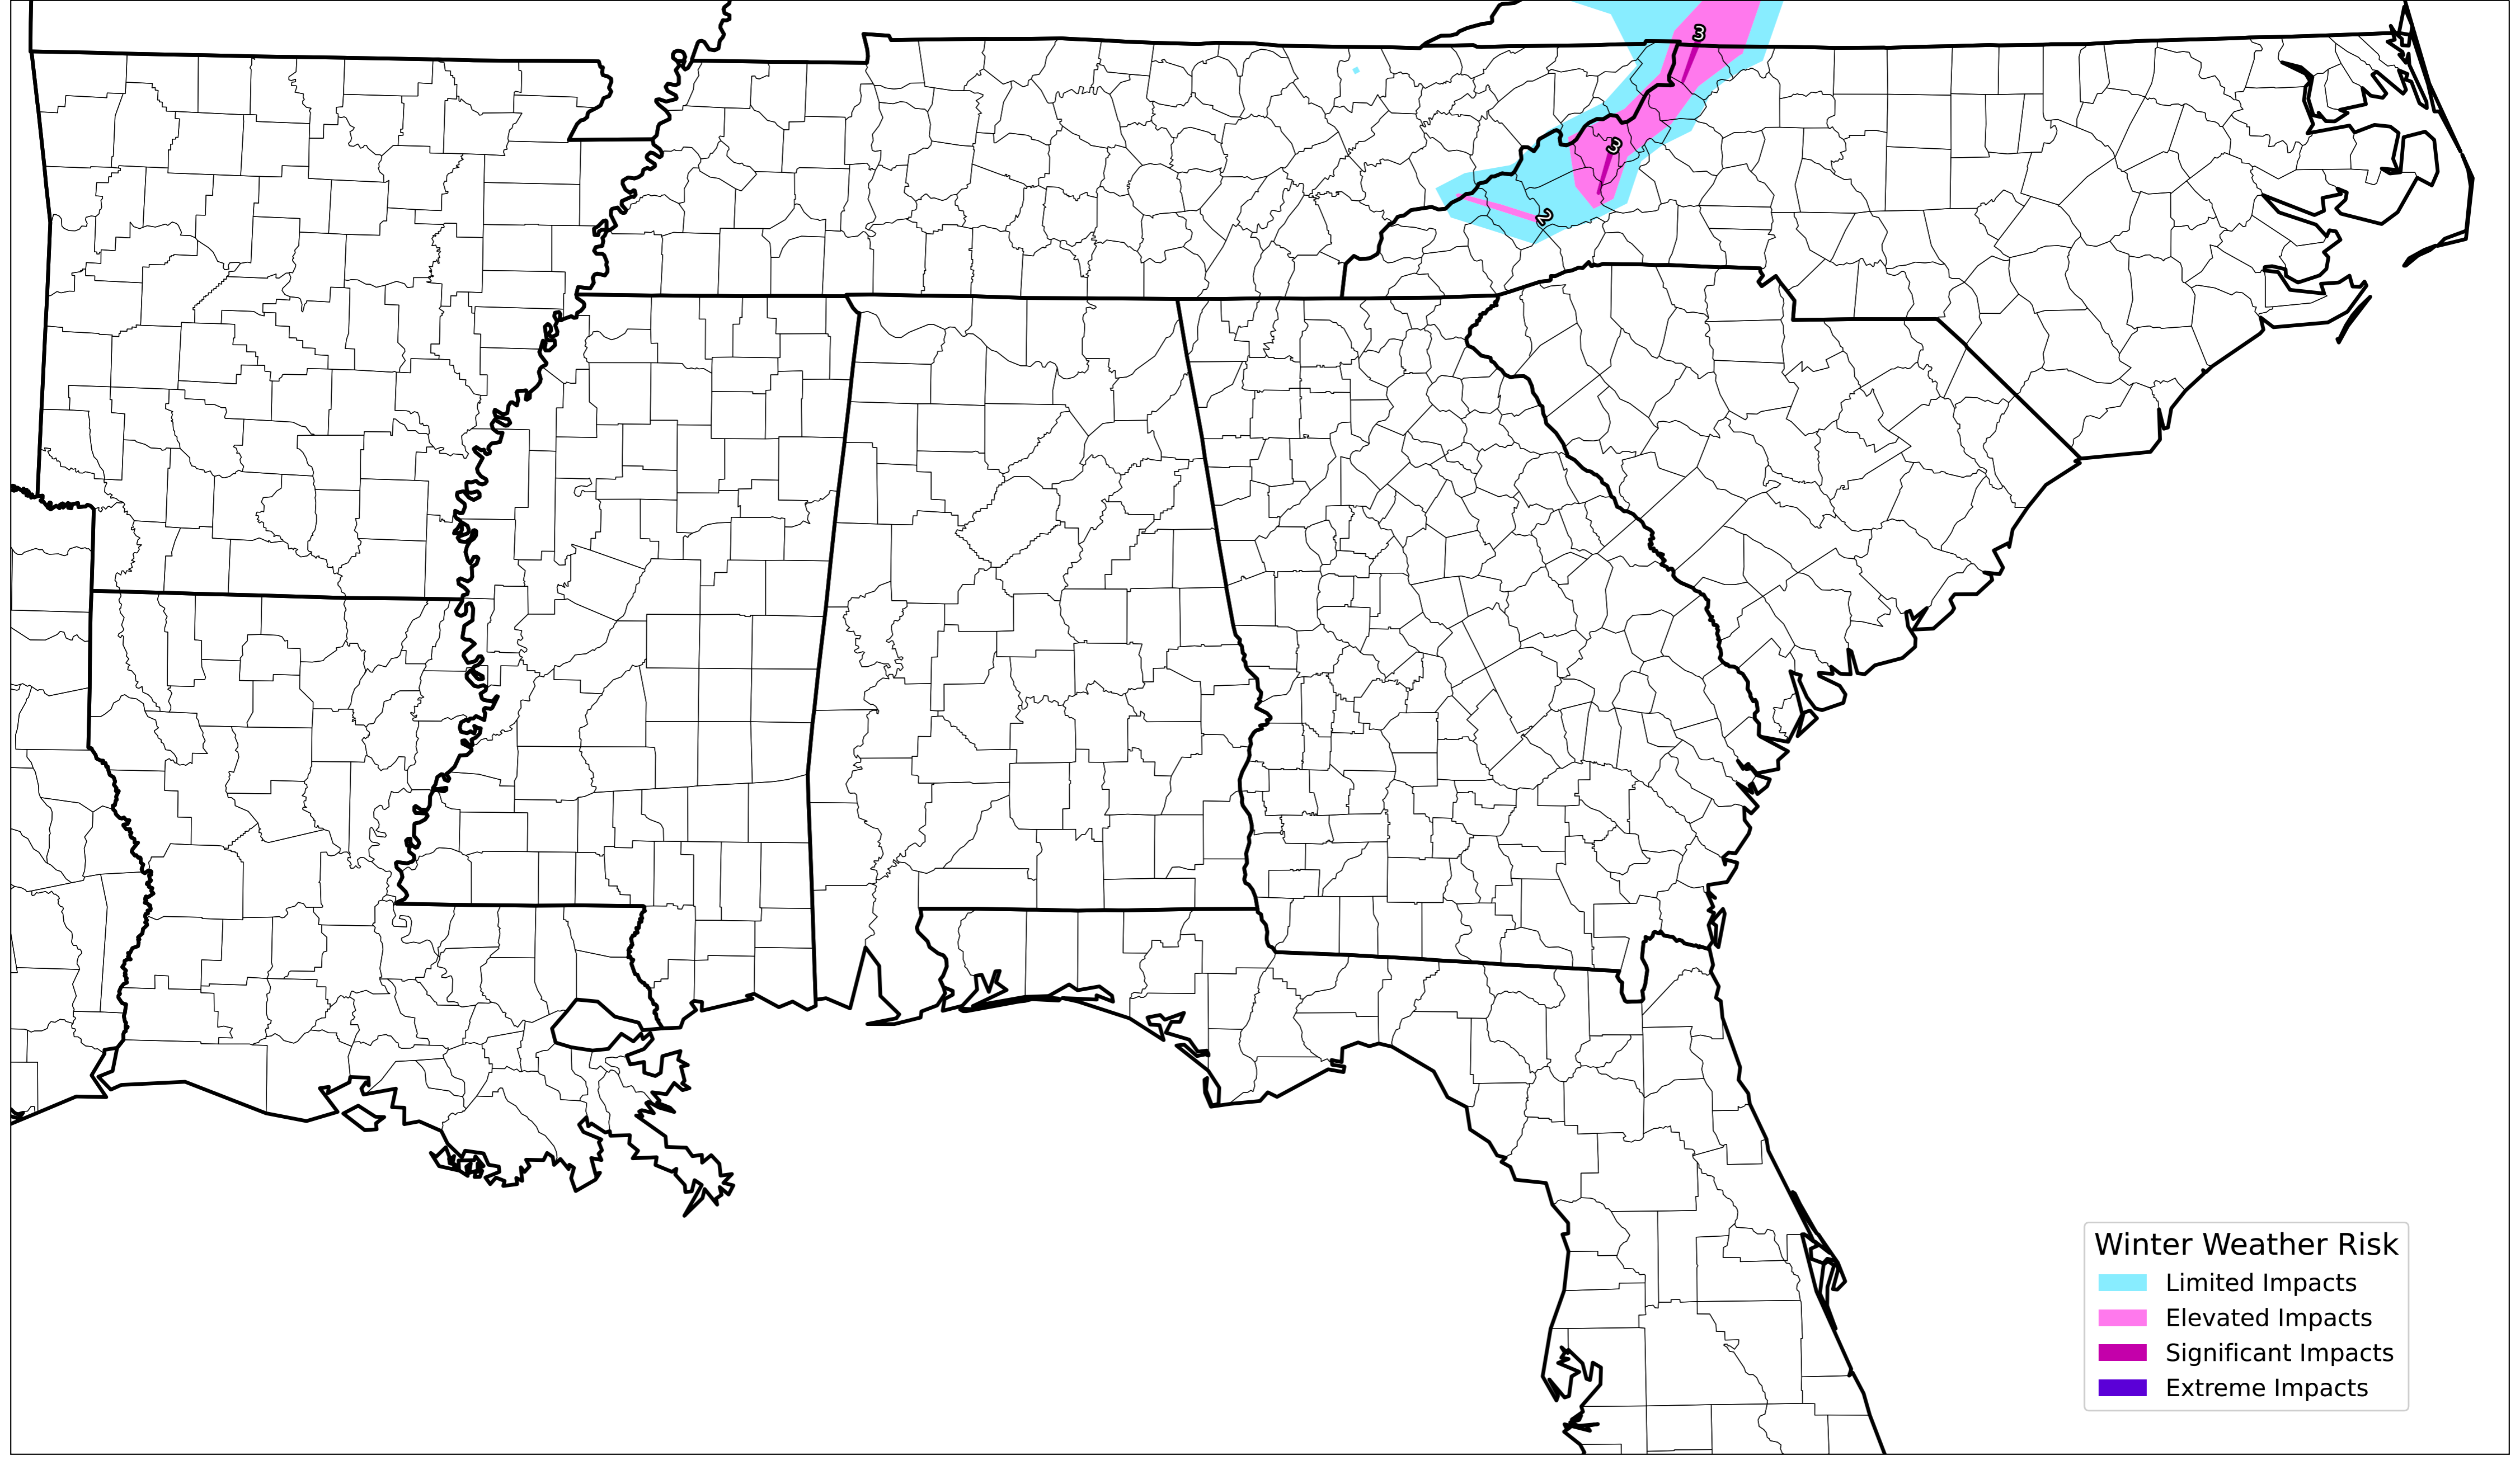 3
3
2
Winter Weather Risk
Limited Impacts
Elevated Impacts
Significant Impacts
Extreme Impacts